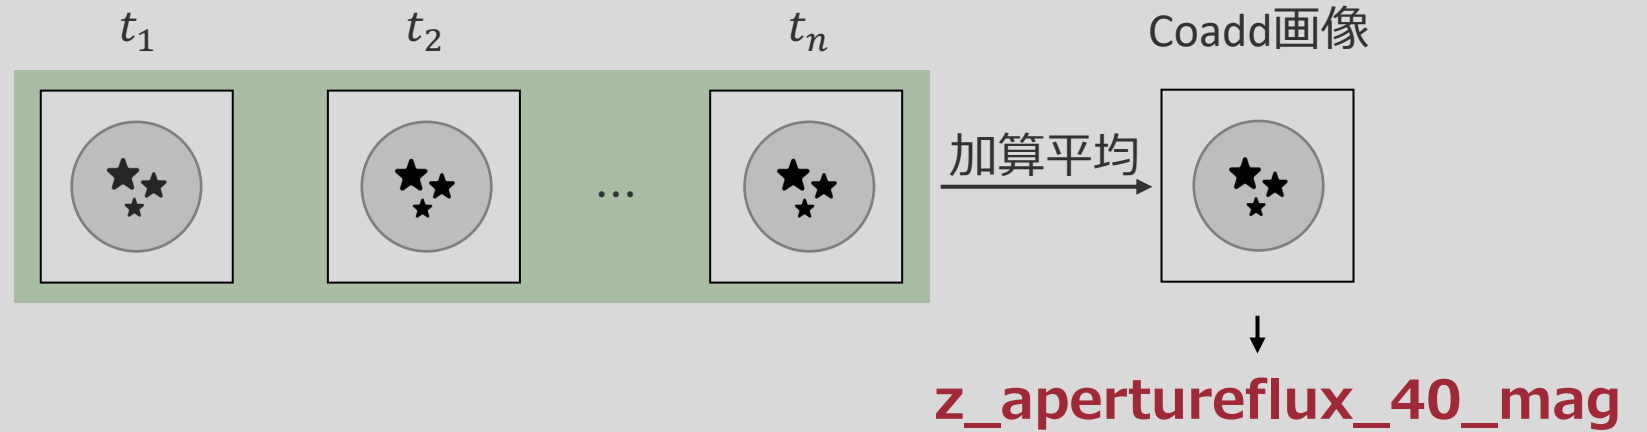 t₁ t₂ tₙ Coadd画像
加算平均
...
z_apertureflux_40_mag